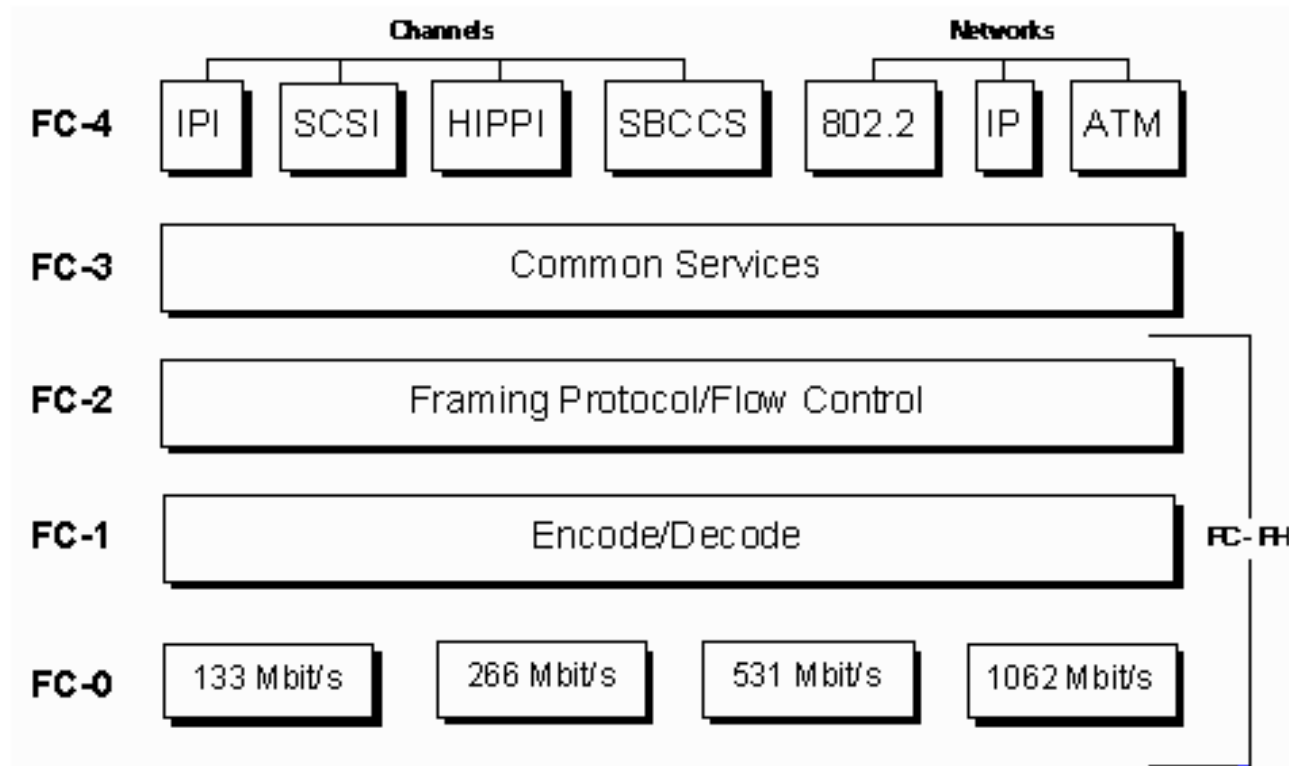 Channels Networks
FC-4 IPI SCSI HIPPI SBCCS 802.2 IP ATM
FC-3 Common Services
FC-2 Framing Protocol/Flow Control
FC-1 Encode/Decode
FC-PH
FC-0 133 Mbit/s 266 Mbit/s 531 Mbit/s 1062 Mbit/s